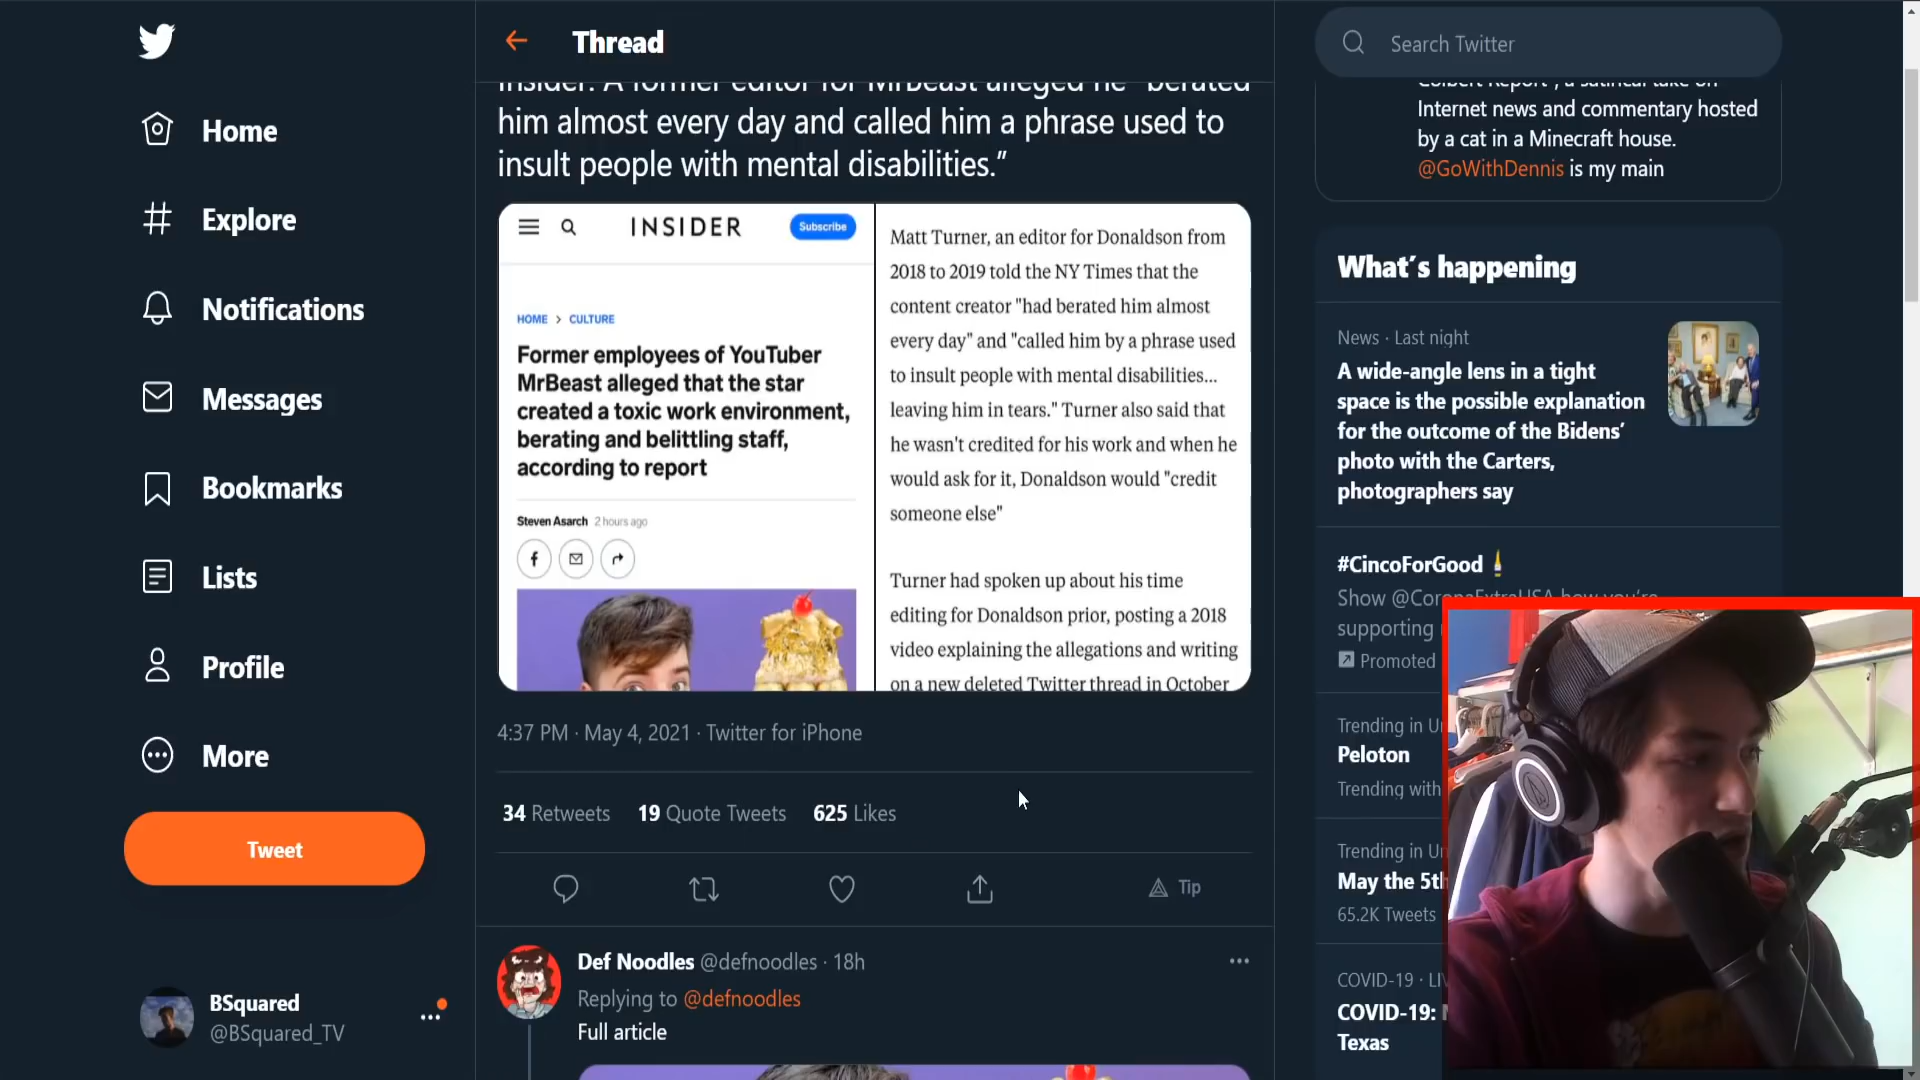 Home
Explore
Notifications
Messages
Bookmarks
Lists
Profile
More
Tweet
BSquared
@BSquared_TV
Thread
Insider: A former editor for MrBeast alleged he "berated
him almost every day and called him a phrase used to
insult people with mental disabilities.”
INSIDER
Subscribe
HOME > CULTURE
Former employees of YouTuber
MrBeast alleged that the star
created a toxic work environment,
berating and belittling staff,
according to report
Steven Asarch 2 hours ago
Matt Turner, an editor for Donaldson from
2018 to 2019 told the NY Times that the
content creator "had berated him almost
every day" and "called him by a phrase used
to insult people with mental disabilities...
leaving him in tears." Turner also said that
he wasn't credited for his work and when he
would ask for it, Donaldson would "credit
someone else"
Turner had spoken up about his time
editing for Donaldson prior, posting a 2018
video explaining the allegations and writing
on a now deleted Twitter thread in October
4:37 PM · May 4, 2021 · Twitter for iPhone
34 Retweets 19 Quote Tweets 625 Likes
Tip
Def Noodles @defnoodles · 18h
Replying to @defnoodles
Full article
Search Twitter
Colbert Report", a satirical take on
Internet news and commentary hosted
by a cat in a Minecraft house.
@GoWithDennis is my main
What's happening
News · Last night
A wide-angle lens in a tight
space is the possible explanation
for the outcome of the Bidens'
photo with the Carters,
photographers say
#CincoForGood
Show @CoronaExtraUSA how you're
supporting
Promoted
Trending in
Peloton
Trending with
Trending in
May the 5th
65.2K Tweets
COVID-19
COVID-19:
Texas